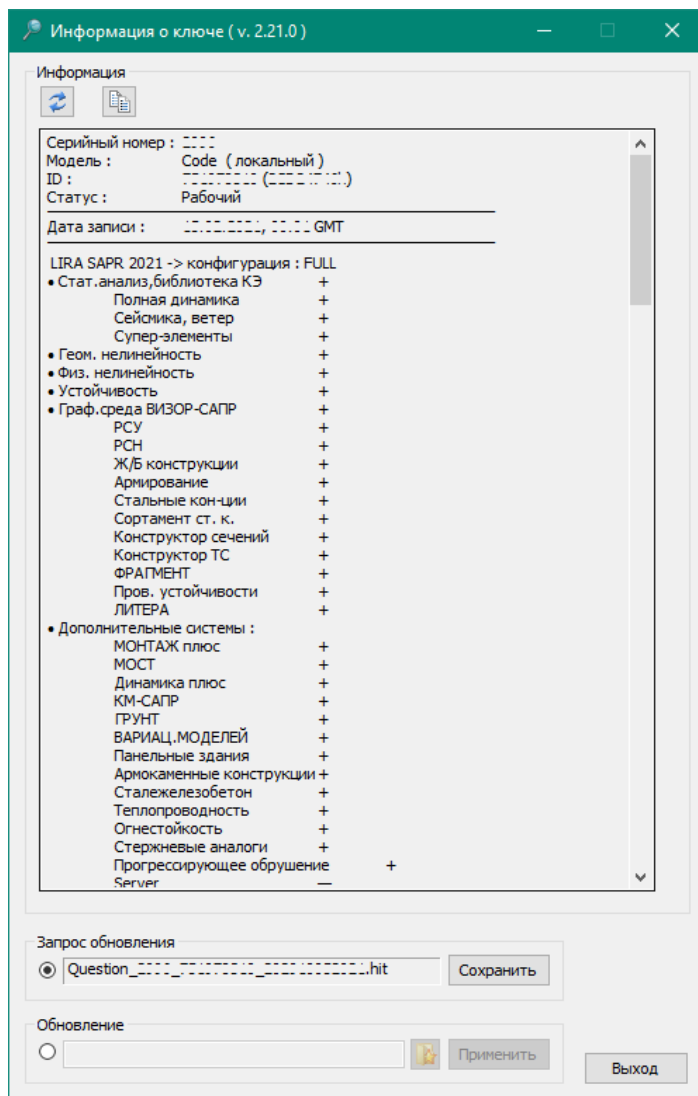 Информация о ключе ( v. 2.21.0 )
Информация
Серийный номер :
Модель : Code ( локальный )
ID :
Статус : Рабочий
Дата записи : GMT
LIRA SAPR 2021 -> конфигурация : FULL
• Стат.анализ,библиотека КЭ +
Полная динамика +
Сейсмика, ветер +
Супер-элементы +
• Геом. нелинейность +
• Физ. нелинейность +
• Устойчивость +
• Граф.среда ВИЗОР-САПР +
РСУ +
РСН +
Ж/Б конструкции +
Армирование +
Стальные кон-ции +
Сортамент ст. к. +
Конструктор сечений +
Конструктор ТС +
ФРАГМЕНТ +
Пров. устойчивости +
ЛИТЕРА +
• Дополнительные системы :
МОНТАЖ плюс +
МОСТ +
Динамика плюс +
КМ-САПР +
ГРУНТ +
ВАРИАЦ.МОДЕЛЕЙ +
Панельные здания +
Армокаменные конструкции +
Сталежелезобетон +
Теплопроводность +
Огнестойкость +
Стержневые аналоги +
Прогрессирующее обрушение +
Server —
Запрос обновления
Сохранить
Обновление
Применить
Выход